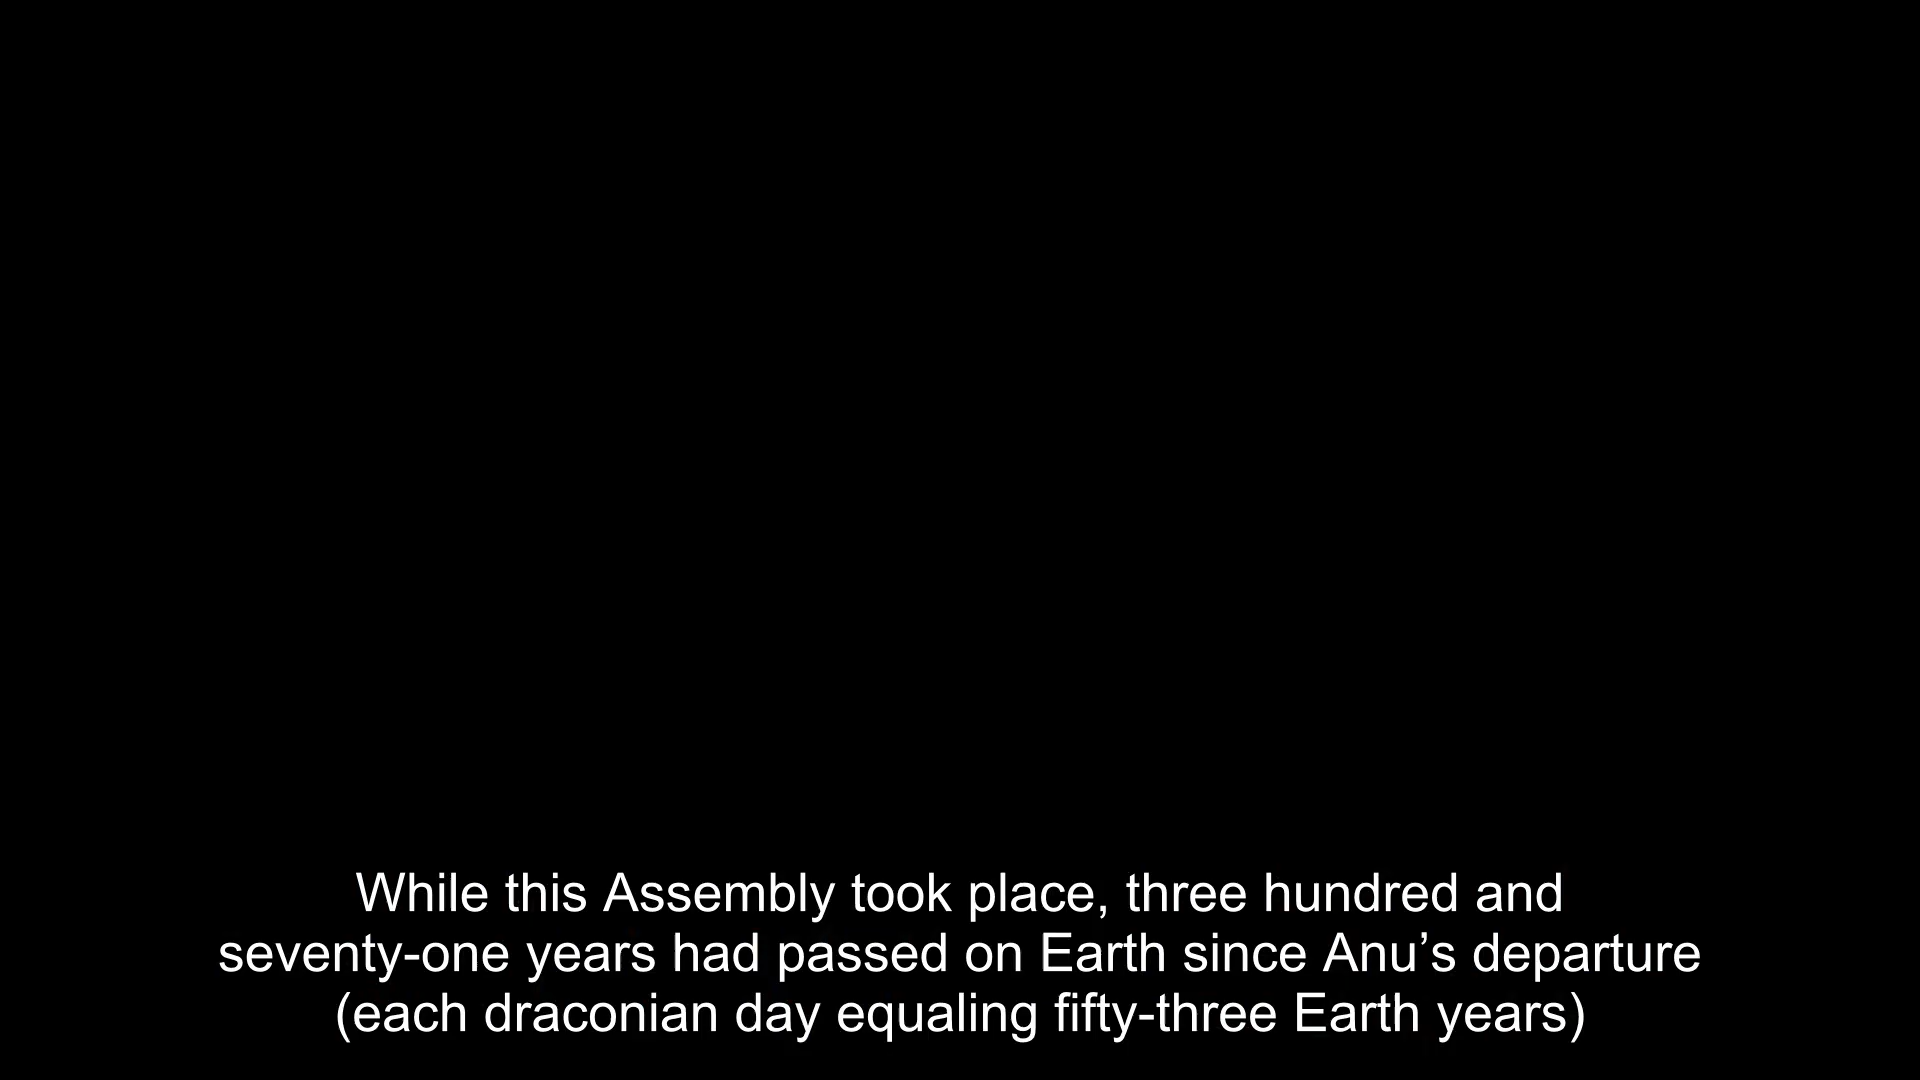 While this Assembly took place, three hundred and
seventy-one years had passed on Earth since Anu’s departure
(each draconian day equaling fifty-three Earth years)